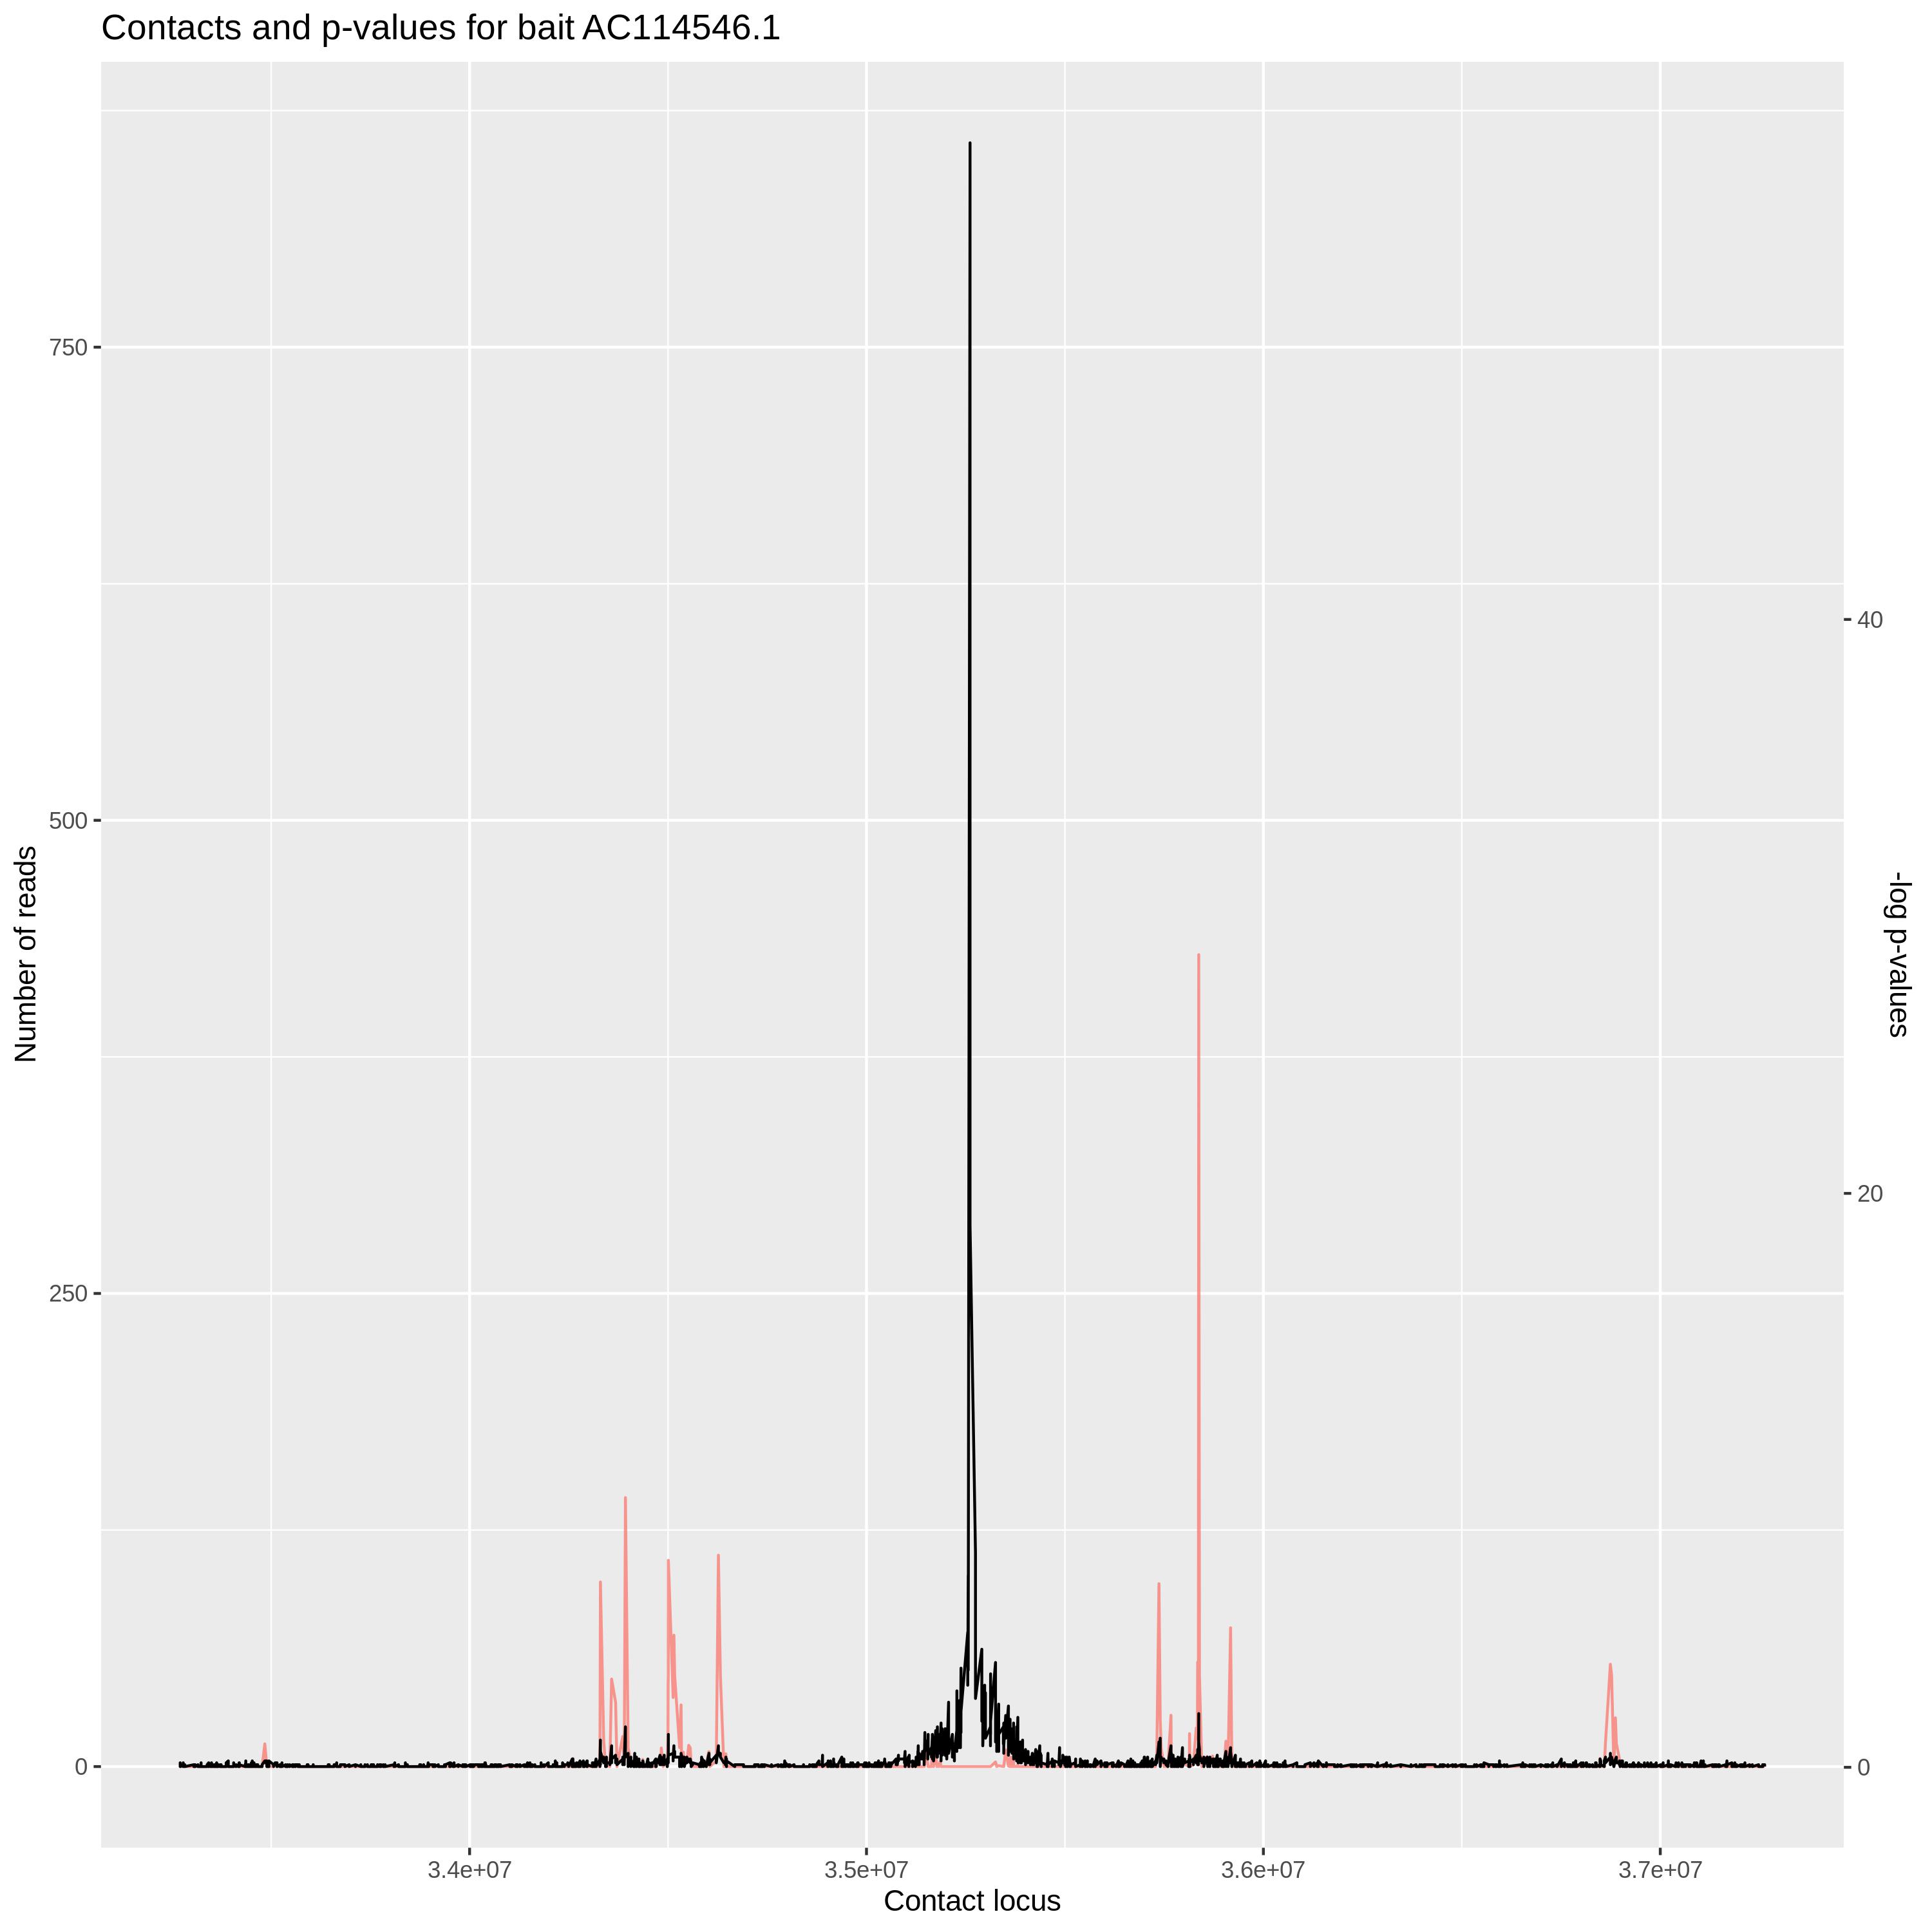 Contacts and p-values for bait AC114546.1
750
500
250
0
Number of reads
40
20
0
-log p-values
3.4e+07
3.5e+07
3.6e+07
3.7e+07
Contact locus